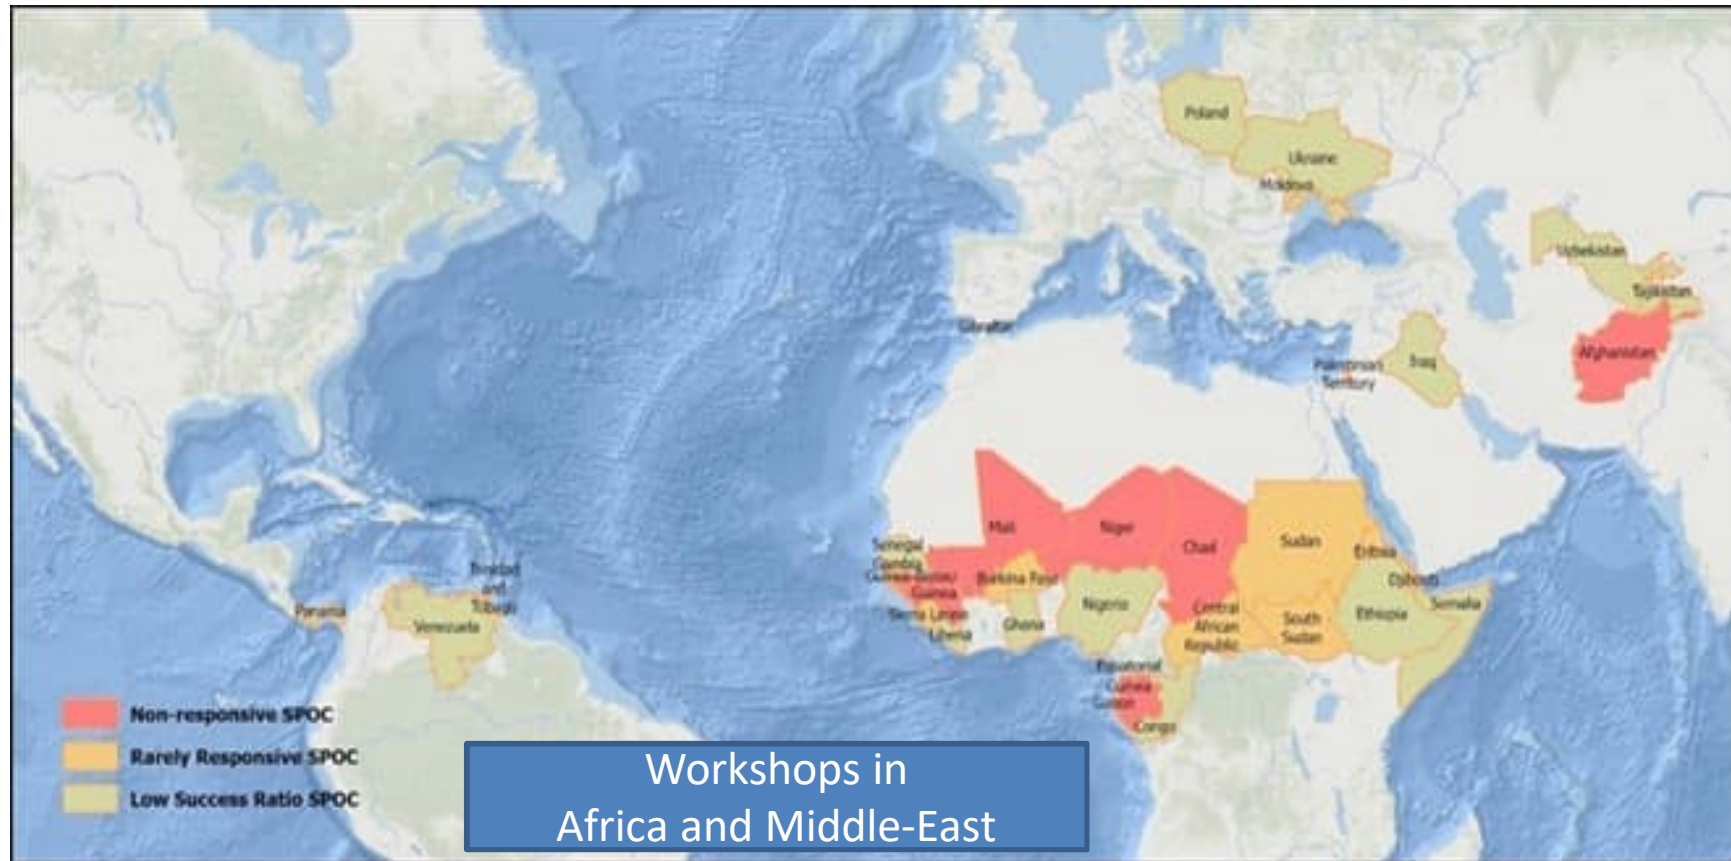 Poland
Ukraine
Moldova
Uzbekistan
Tajikistan
Gibraltar
Palestinian
Territory
Iraq
Afghanistan
Mali
Niger
Chad
Sudan
Eritrea
Senegal
Gambia
Guinea-Bissau
Guinea
Burkina Faso
Djibouti
Sierra Leone
Liberia
Ghana
Nigeria
Central
African
Republic
South
Sudan
Ethiopia
Somalia
Trinidad
and
Tobago
Panama
Venezuela
Equatorial
Guinea
Gabon
Congo
Non-responsive SPOC
Rarely Responsive SPOC
Low Success Ratio SPOC
Workshops in
Africa and Middle-East